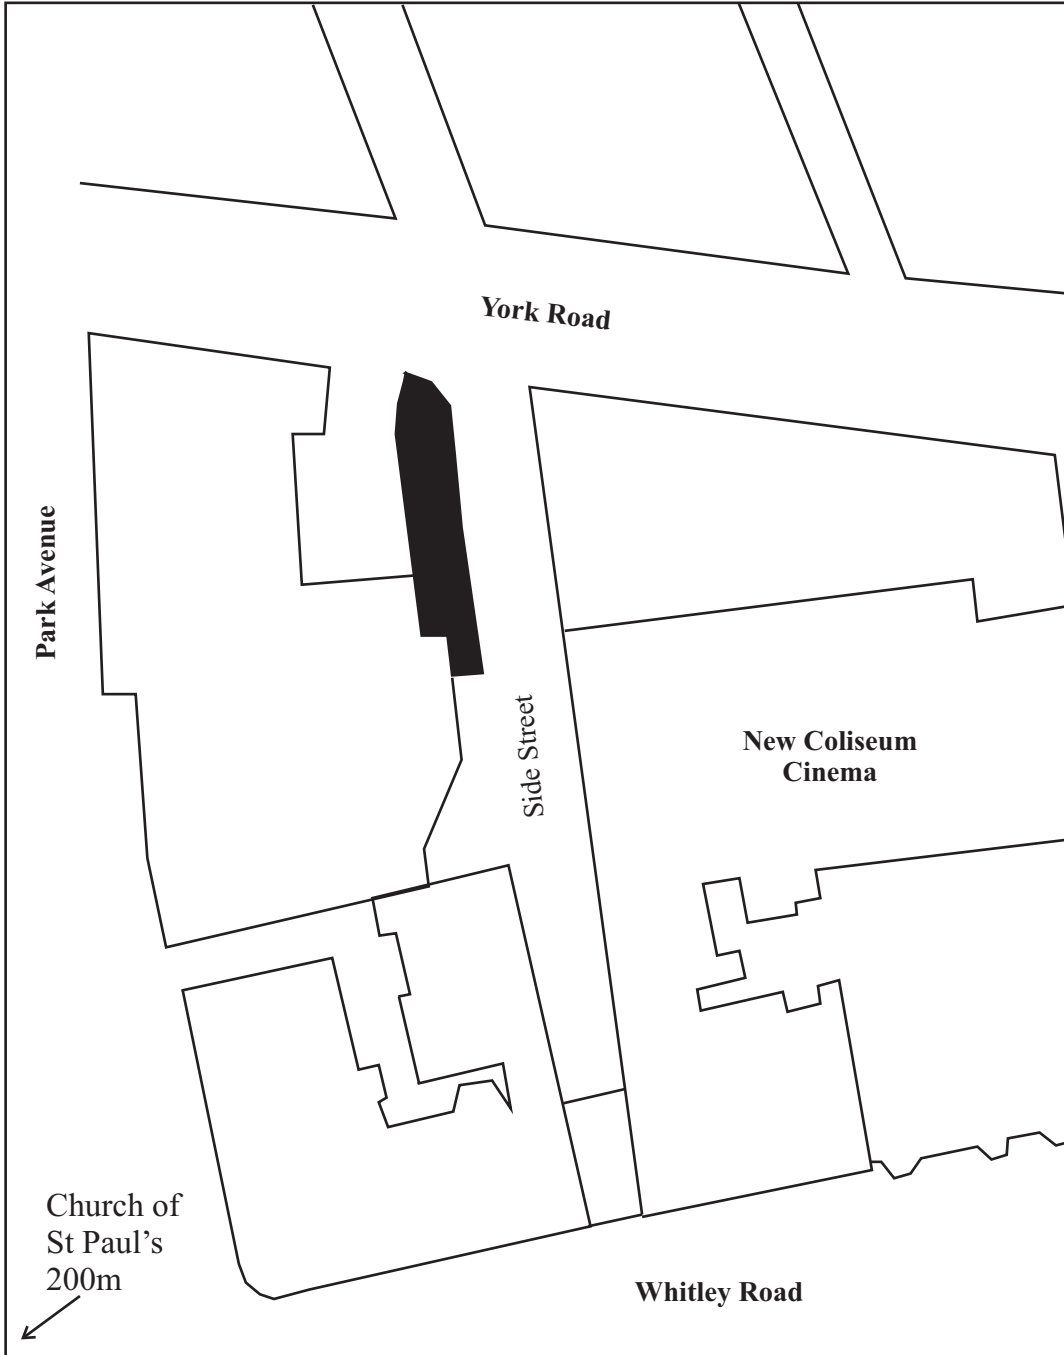 York Road
Park Avenue
Side Street
New Coliseum
Cinema
Church of
St Paul’s
200m
Whitley Road